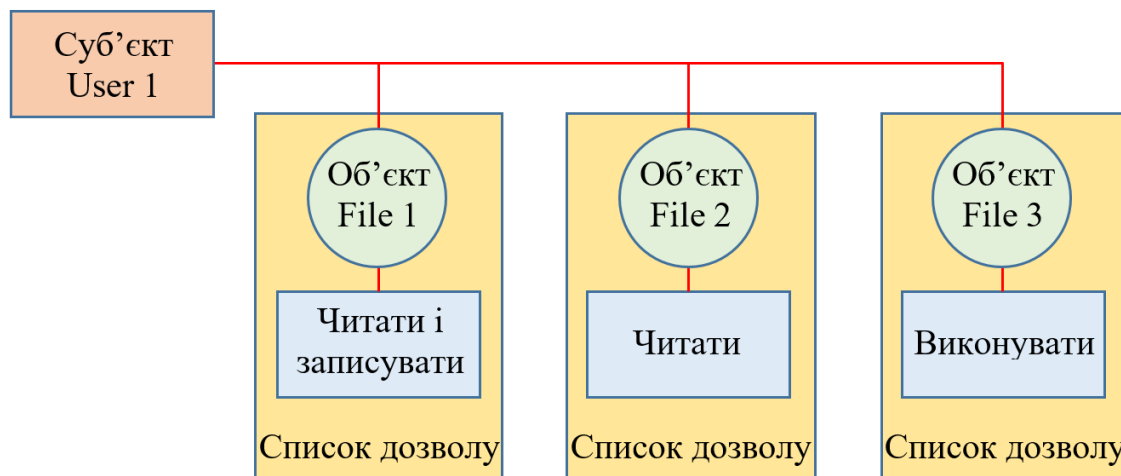 Суб’єкт
User 1
Об’єкт
File 1
Об’єкт
File 2
Об’єкт
File 3
Читати і
записувати
Читати
Виконувати
Список дозволу
Список дозволу
Список дозволу